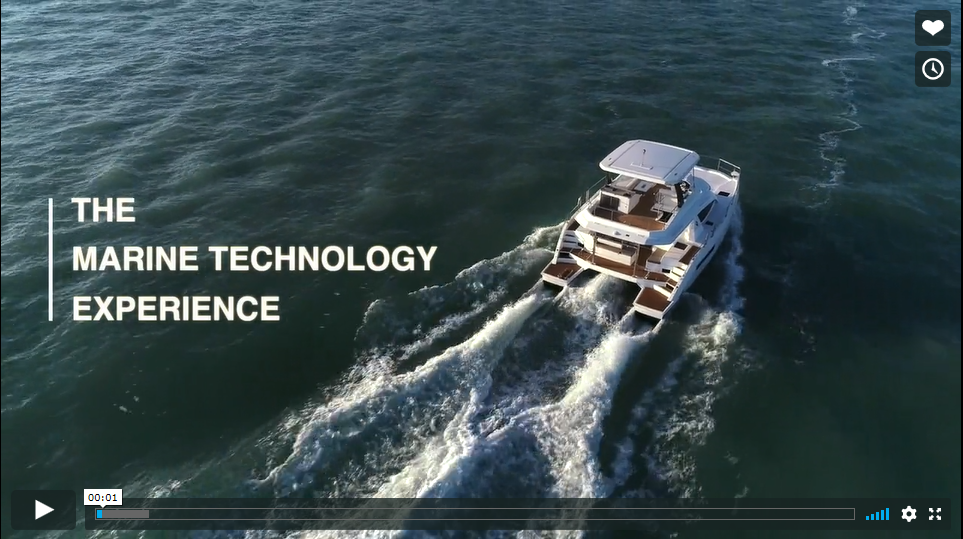 THE
MARINE TECHNOLOGY
EXPERIENCE
00:01